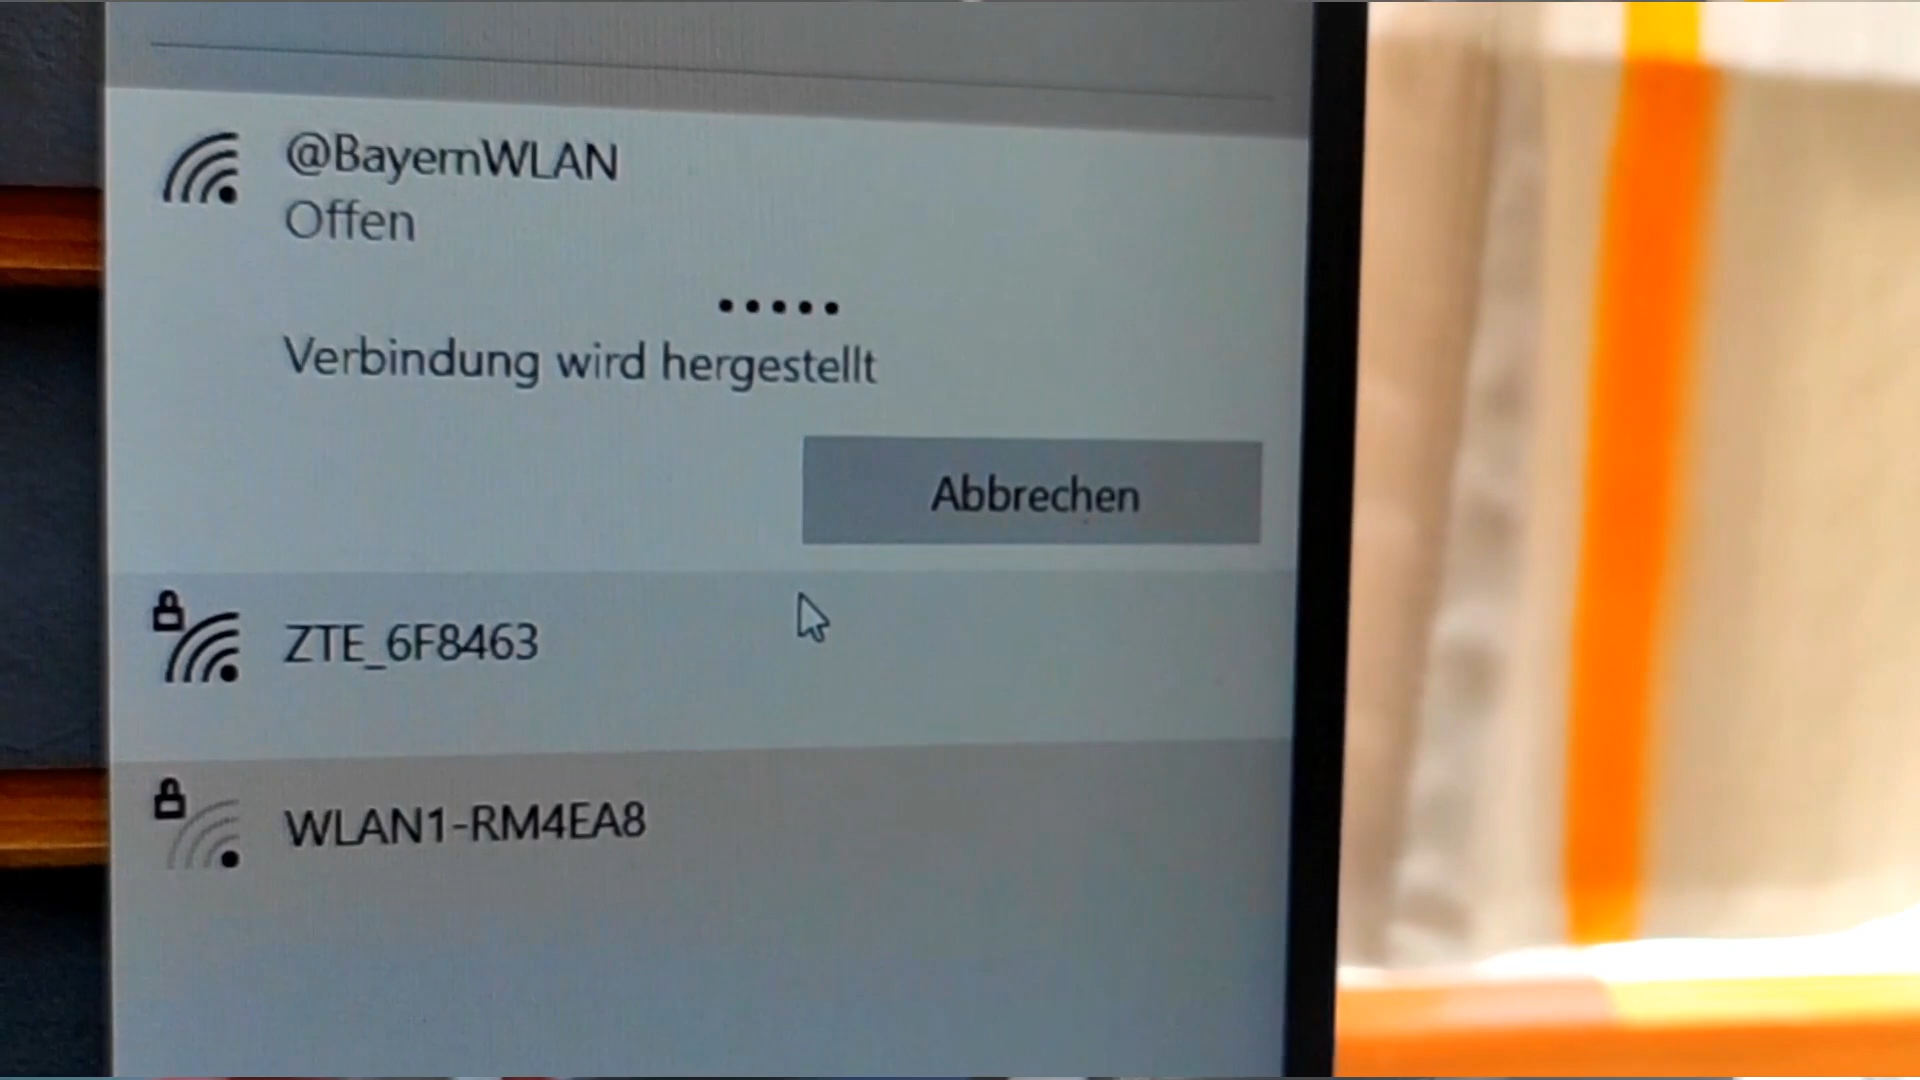 @BayernWLAN
Offen
Verbindung wird hergestellt
Abbrechen
ZTE_6F8463
WLAN1-RM4EA8